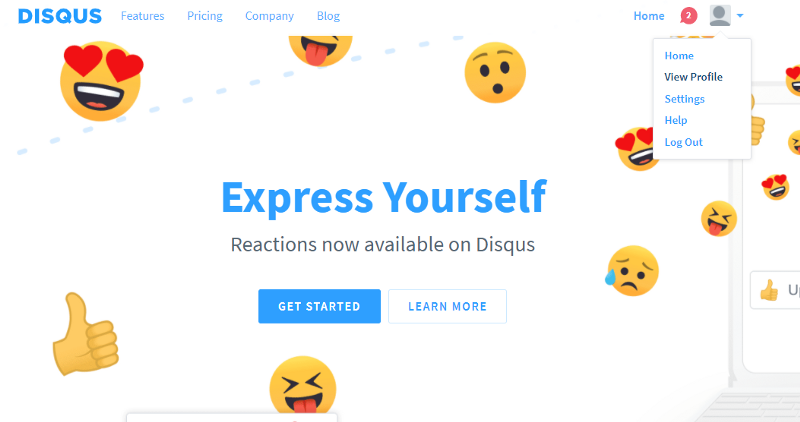 DISQUS Features Pricing Company Blog Home 2
Home
View Profile
Settings
Help
Log Out
Express Yourself
Reactions now available on Disqus
GET STARTED LEARN MORE